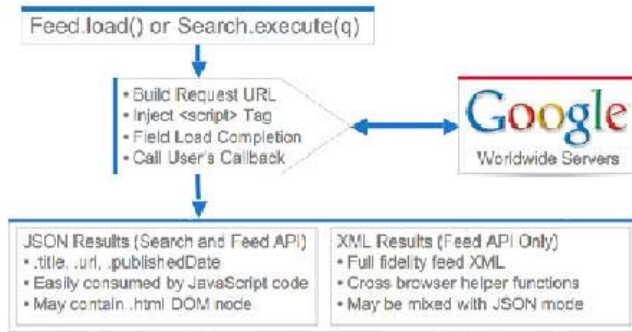 Feed.load() or Search.execute(q)
• Build Request URL
• Inject <script> Tag
• Field Load Completion
• Call User's Callback
Google
Worldwide Servers
JSON Results (Search and Feed API)
• .title, .url, .publishedDate
• Easily consumed by JavaScript code
• May contain .html DOM node
XML Results (Feed API Only)
• Full fidelity feed XML
• Cross browser helper functions
• May be mixed with JSON mode